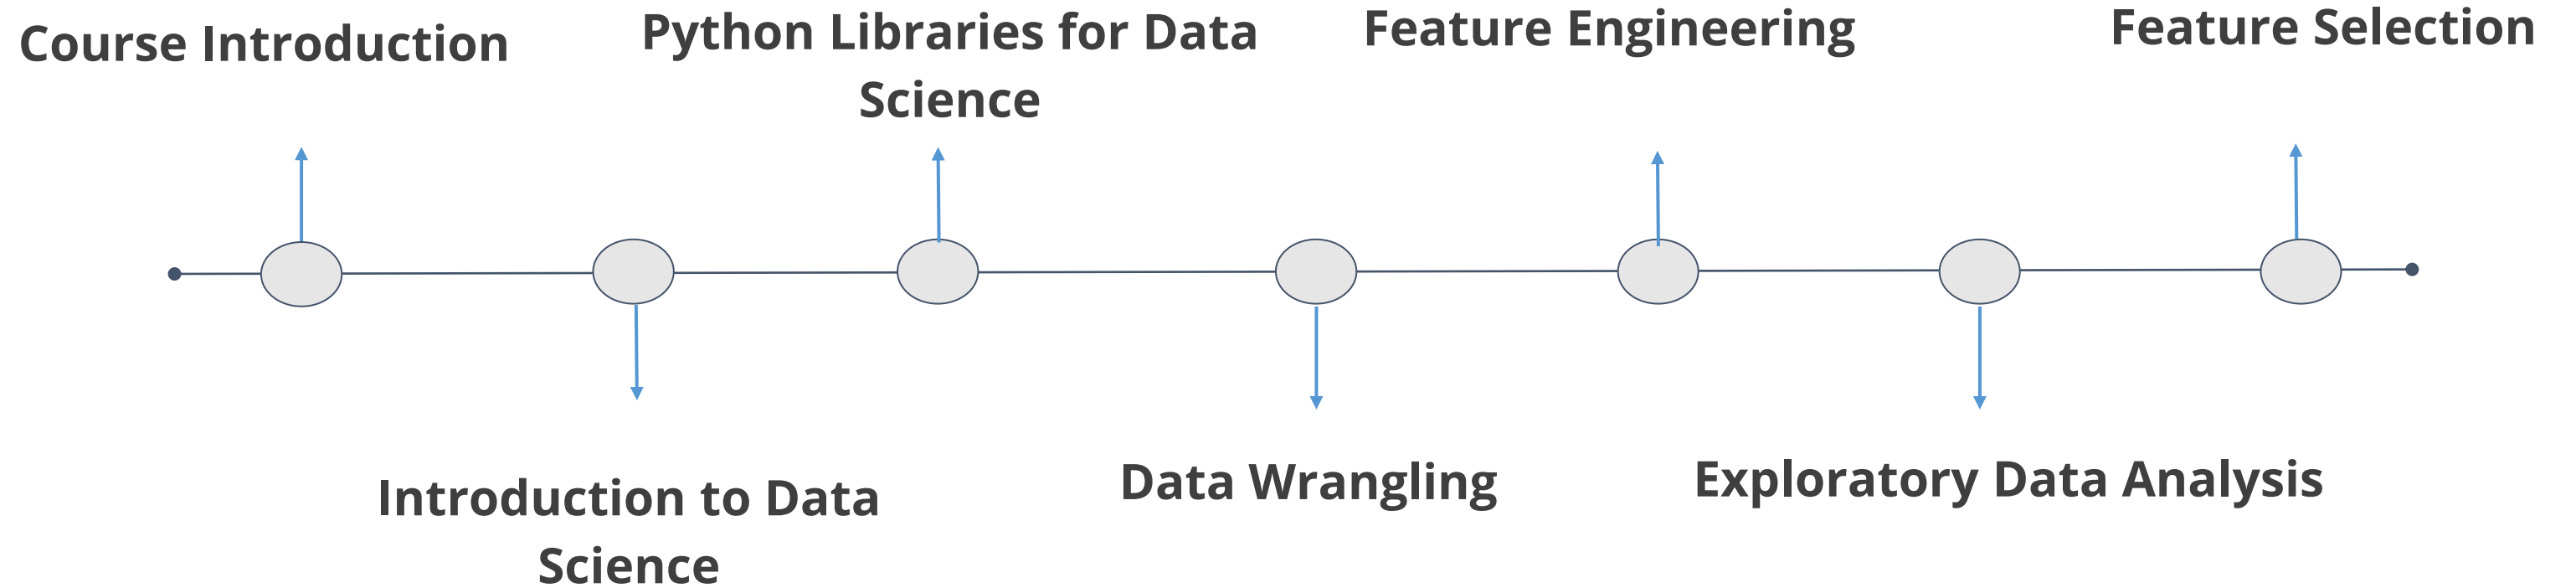 Course Introduction
Python Libraries for Data
Science
Feature Engineering
Feature Selection
Introduction to Data
Science
Data Wrangling
Exploratory Data Analysis